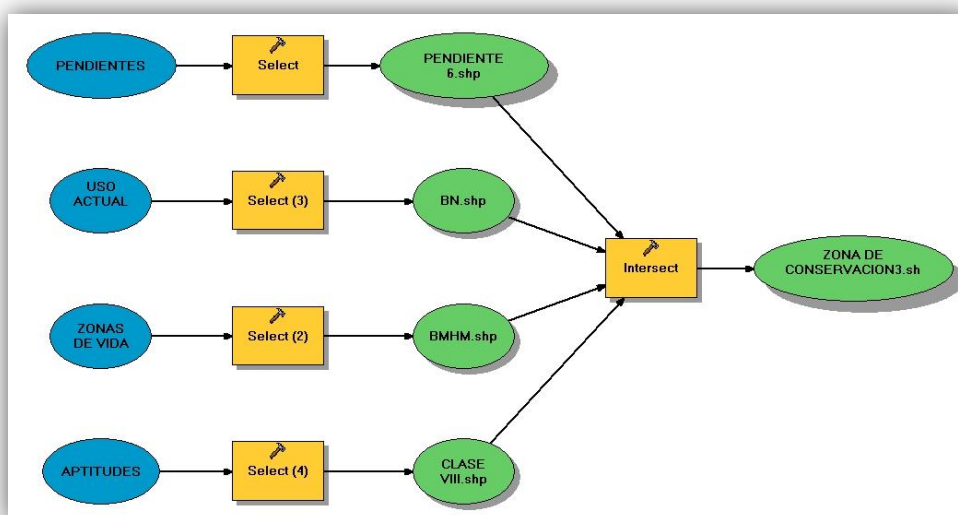 PENDIENTES
Select
PENDIENTE
6.shp
USO
ACTUAL
Select (3)
BN.shp
ZONAS
DE VIDA
Select (2)
BMHM.shp
APTITUDES
Select (4)
CLASE
VIII.shp
Intersect
ZONA DE
CONSERVACION3.sh